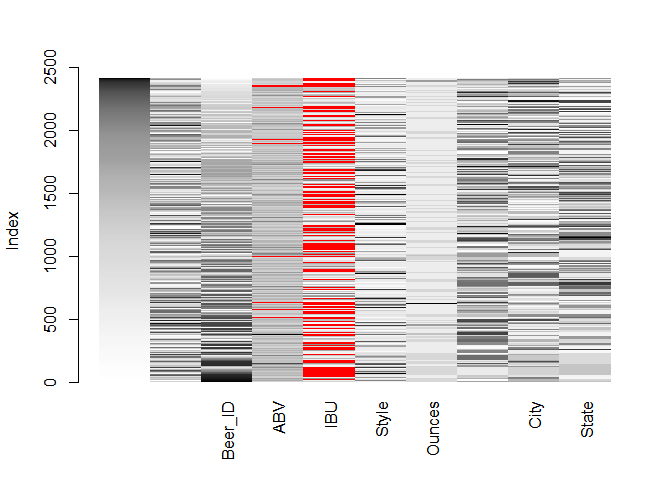 2500
2000
1500
1000
500
0
Index
Beer_ID
ABV
IBU
Style
Ounces
City
State